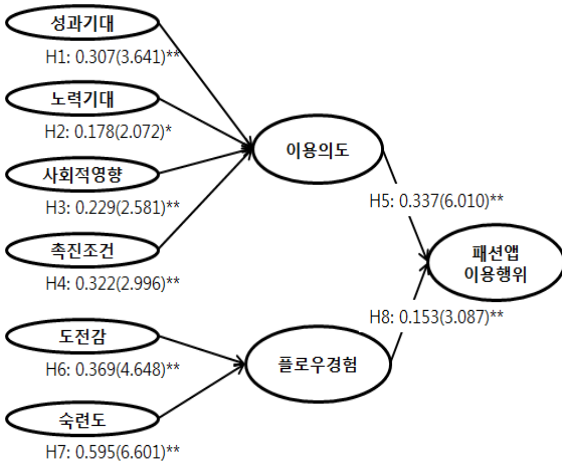 성과기대
H1: 0.307(3.641)**
노력기대
H2: 0.178(2.072)*
사회적영향
H3: 0.229(2.581)**
촉진조건
H4: 0.322(2.996)**
도전감
H6: 0.369(4.648)**
숙련도
H7: 0.595(6.601)**
이용의도
플로우경험
H5: 0.337(6.010)**
H8: 0.153(3.087)**
패션앱
이용행위